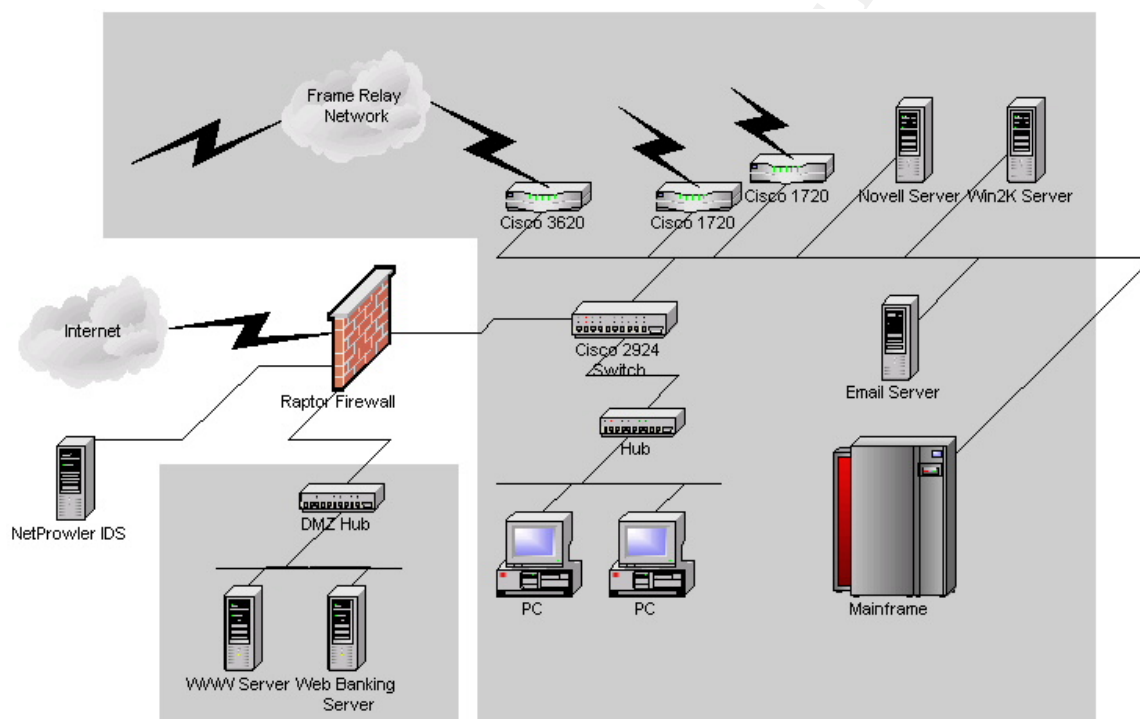 Frame Relay
Network
Cisco 3620
Cisco 1720
Cisco 1720
Novell Server
Win2K Server
Internet
Raptor Firewall
Cisco 2924
Switch
Email Server
Hub
NetProwler IDS
DMZ Hub
PC
PC
Mainframe
WWW Server
Web Banking
Server